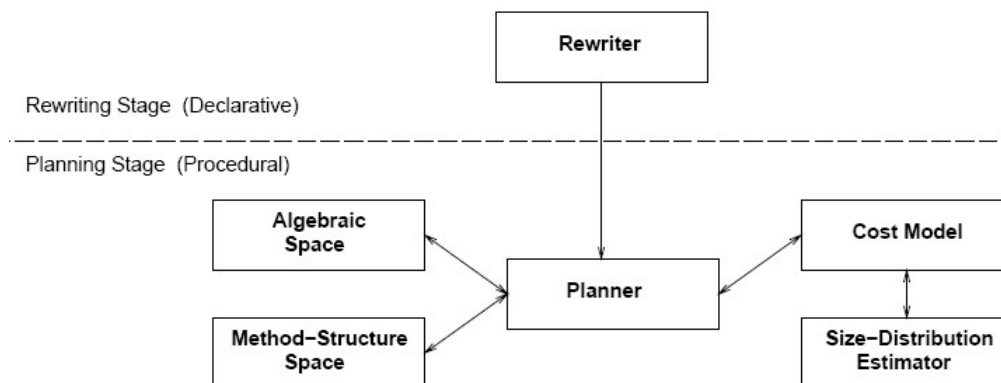 Rewriter
Rewriting Stage (Declarative)
Planning Stage (Procedural)
Algebraic
Space
Cost Model
Planner
Method−Structure
Space
Size−Distribution
Estimator